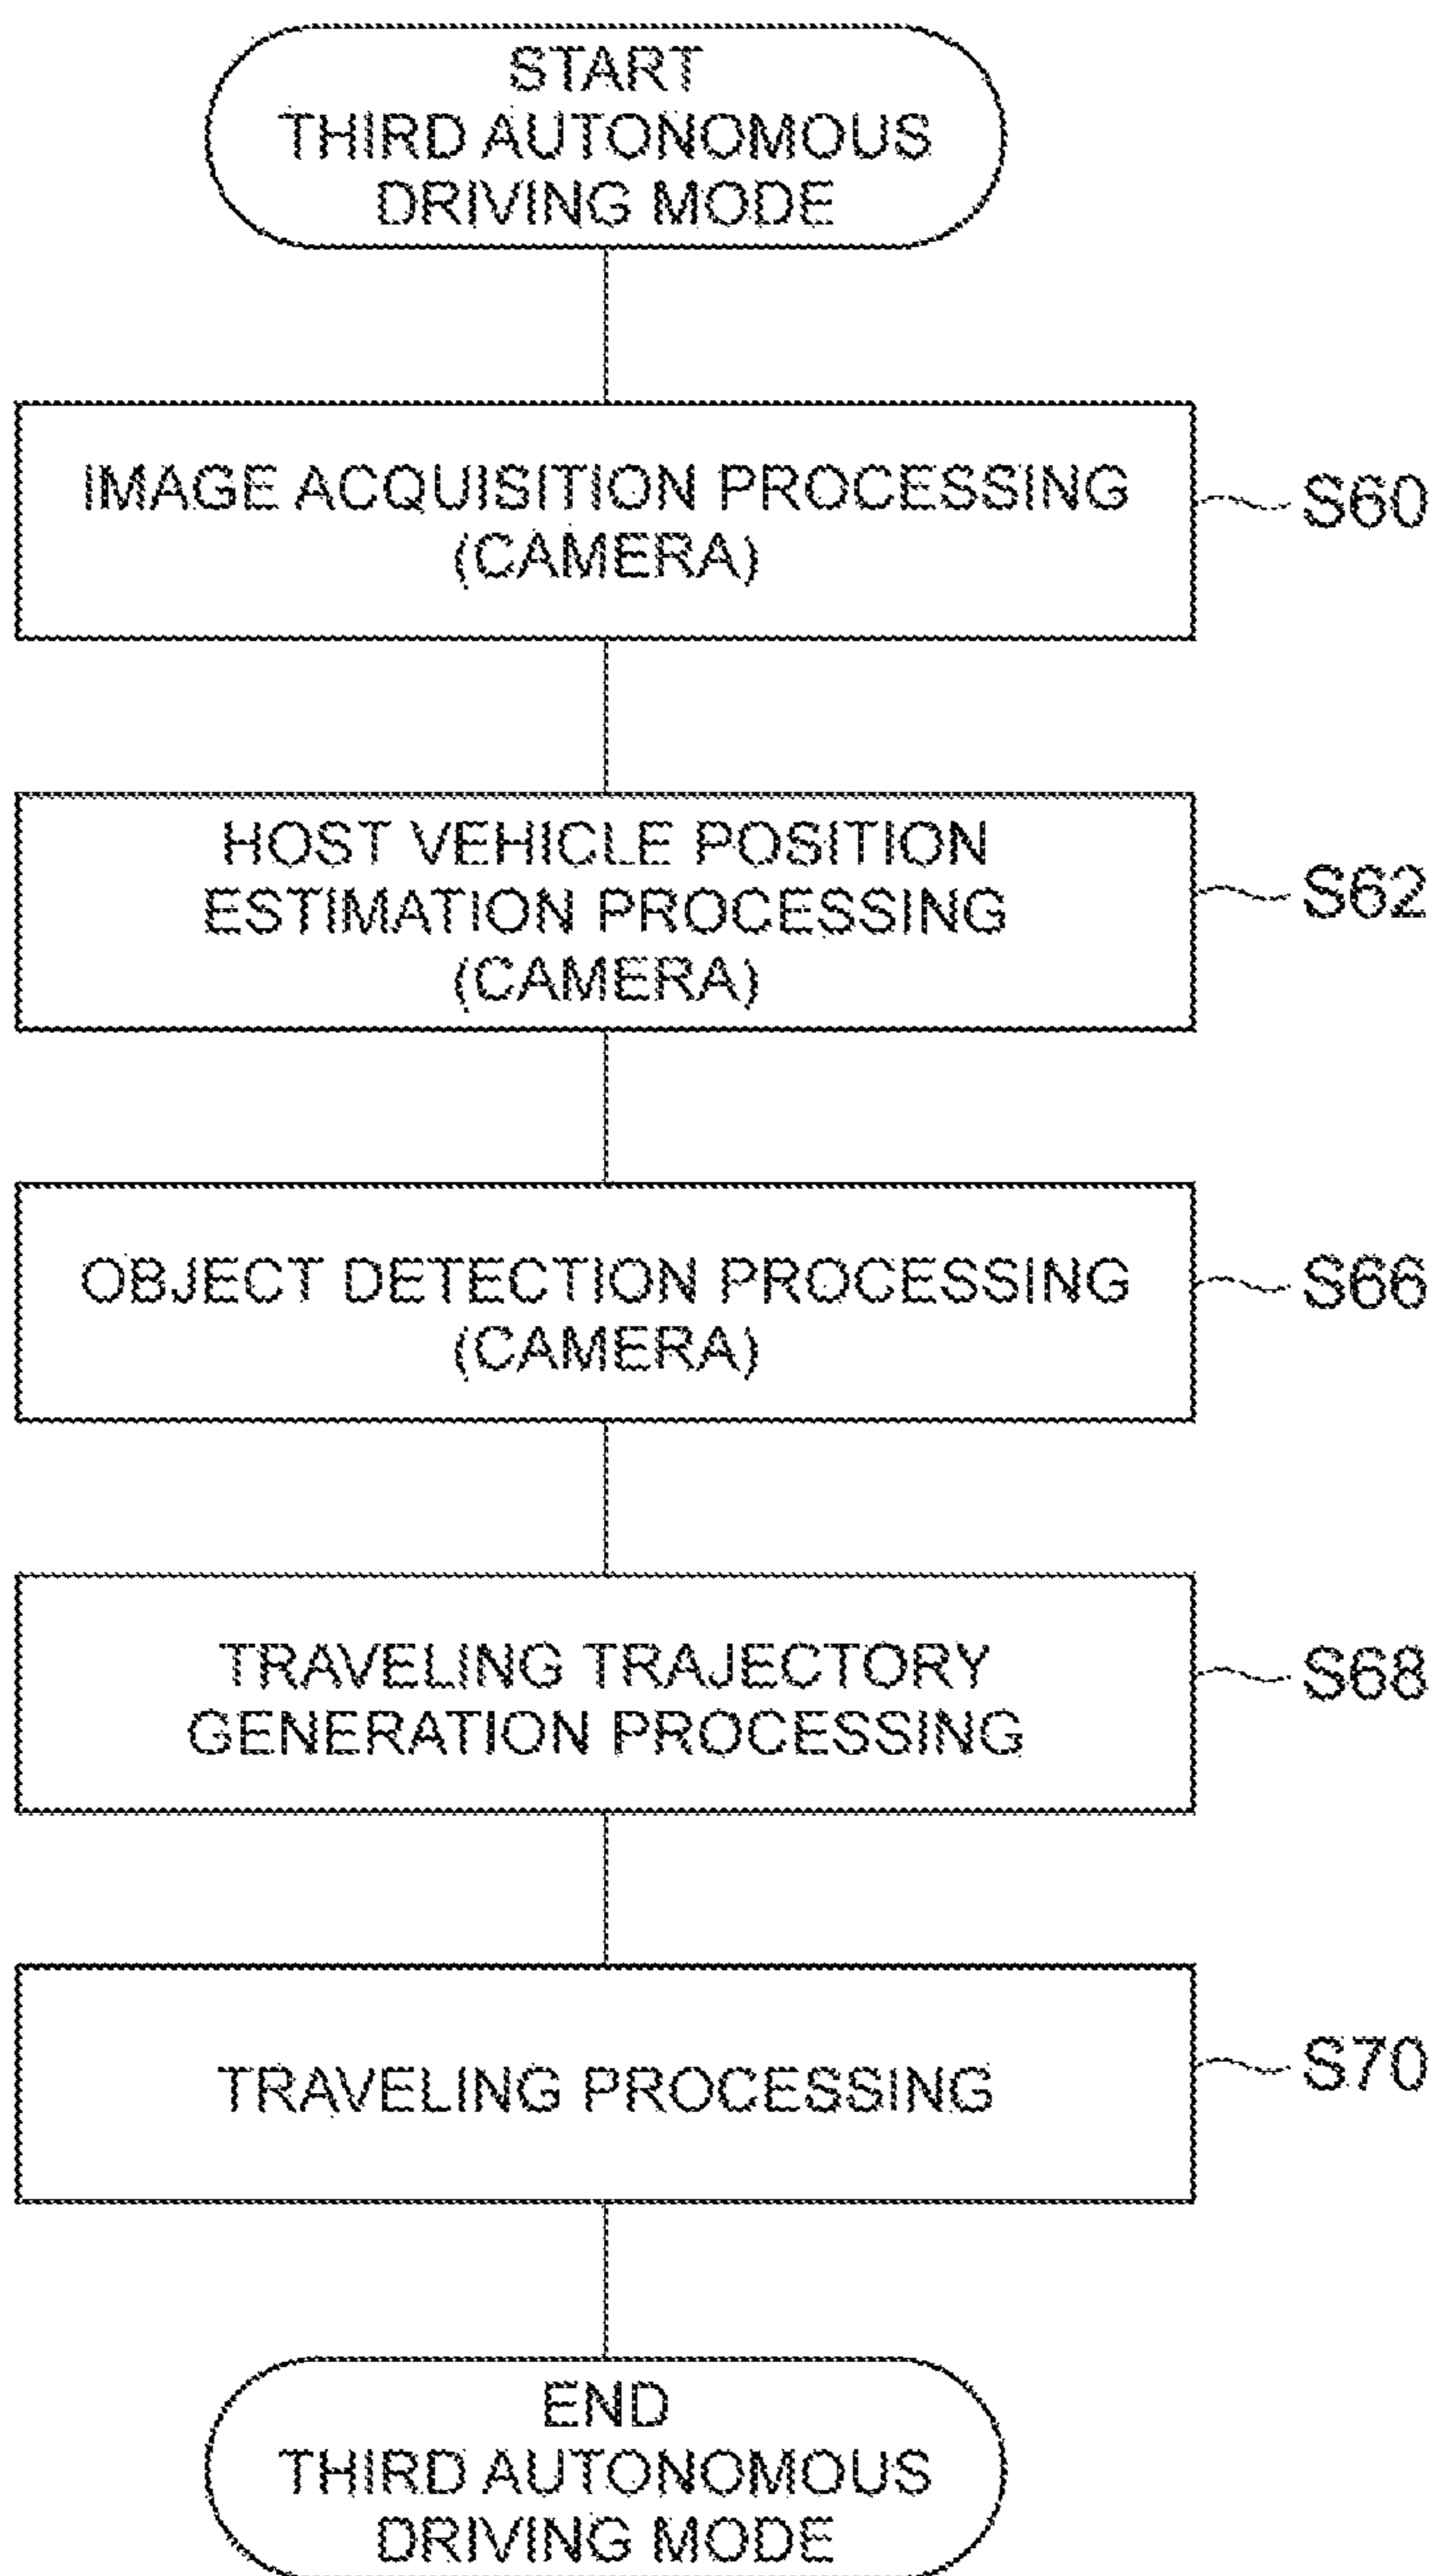 START
THIRD AUTONOMOUS
DRIVING MODE
IMAGE ACQUISITION PROCESSING
(CAMERA)
S60
HOST VEHICLE POSITION
ESTIMATION PROCESSING
(CAMERA)
S62
OBJECT DETECTION PROCESSING
(CAMERA)
S66
TRAVELING TRAJECTORY
GENERATION PROCESSING
S68
TRAVELING PROCESSING
S70
END
THIRD AUTONOMOUS
DRIVING MODE